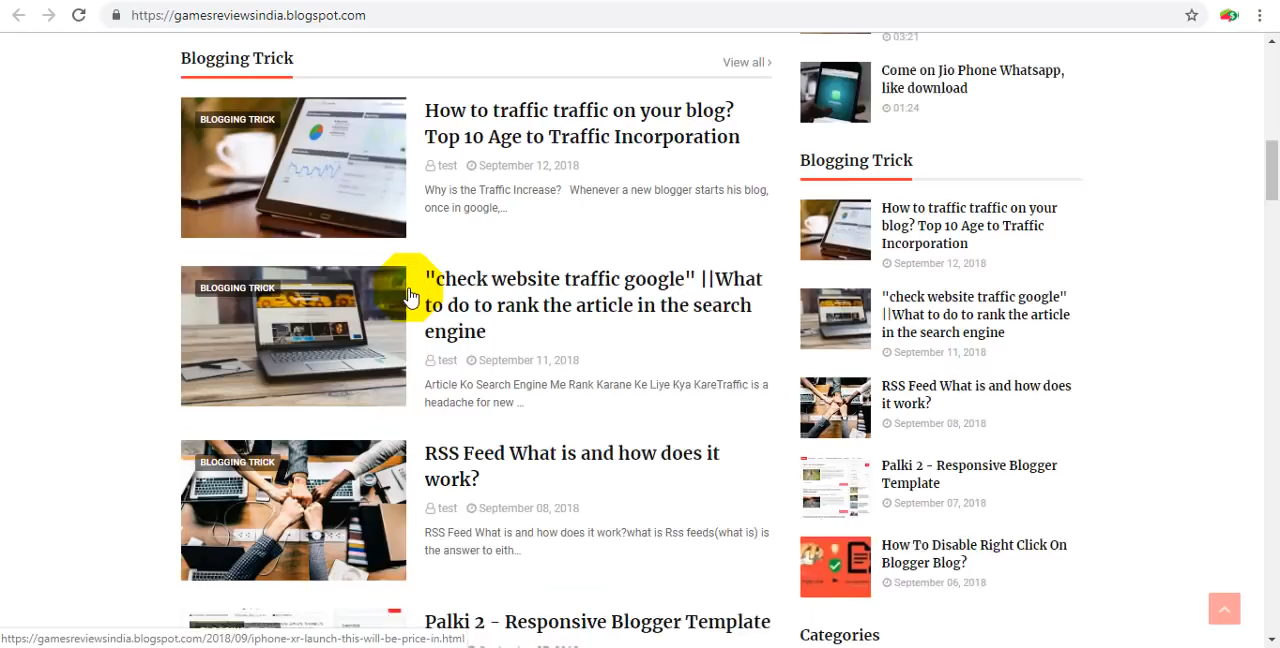 https://gamesreviewsindia.blogspot.com
Blogging Trick
View all ›
BLOGGING TRICK
How to traffic traffic on your blog?
Top 10 Age to Traffic Incorporation
test September 12, 2018
Why is the Traffic Increase? Whenever a new blogger starts his blog,
once in google,...
BLOGGING TRICK
"check website traffic google" ||What
to do to rank the article in the search
engine
test September 11, 2018
Article Ko Search Engine Me Rank Karane Ke Liye Kya KareTraffic is a
headache for new ...
BLOGGING TRICK
RSS Feed What is and how does it
work?
test September 08, 2018
RSS Feed What is and how does it work?what is Rss feeds(what is) is
the answer to eith...
Palki 2 - Responsive Blogger Template
03:21
Come on Jio Phone Whatsapp,
like download
01:24
Blogging Trick
How to traffic traffic on your
blog? Top 10 Age to Traffic
Incorporation
September 12, 2018
"check website traffic google"
||What to do to rank the article
in the search engine
September 11, 2018
RSS Feed What is and how does
it work?
September 08, 2018
Palki 2 - Responsive Blogger
Template
September 07, 2018
How To Disable Right Click On
Blogger Blog?
September 06, 2018
Categories
https://gamesreviewsindia.blogspot.com/2018/09/iphone-xr-launch-this-will-be-price-in.html